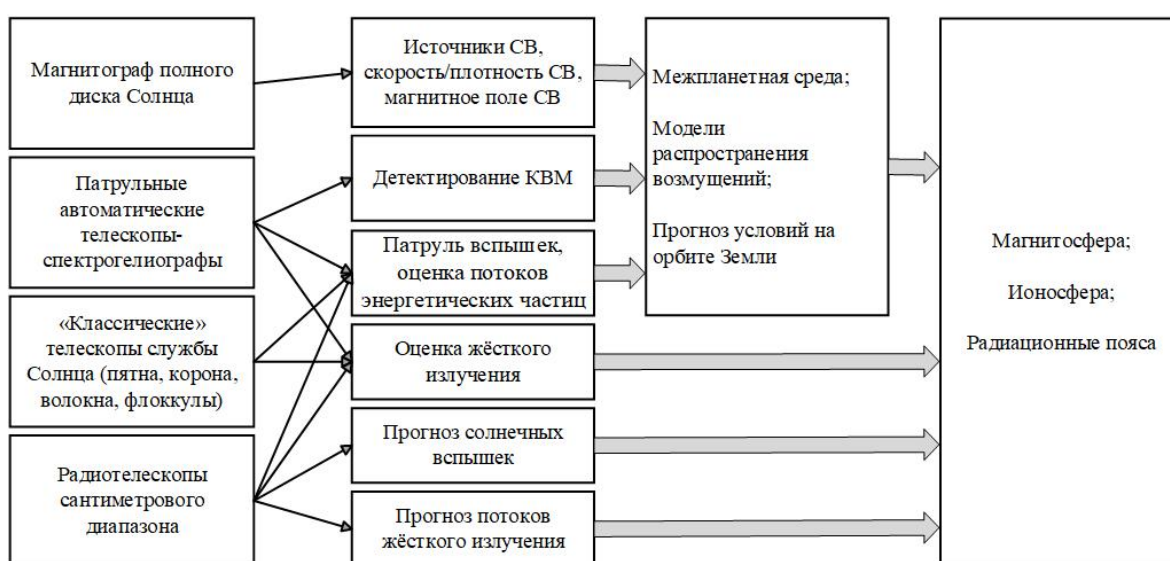 Магнитограф полного
диска Солнца
Патрульные
автоматические
телескопы-
спектрогелиографы
«Классические»
телескопы службы
Солнца (пятна, корона,
волокна, флоккулы)
Радиотелескопы
сантиметрового
диапазона
Источники СВ,
скорость/плотность СВ,
магнитное поле СВ
Детектирование КВМ
Патруль вспышек,
оценка потоков
энергетических частиц
Оценка жёсткого
излучения
Прогноз солнечных
вспышек
Прогноз потоков
жёсткого излучения
Межпланетная среда;
Модели
распространения
возмущений;
Прогноз условий на
орбите Земли
Магнитосфера;
Ионосфера;
Радиационные пояса